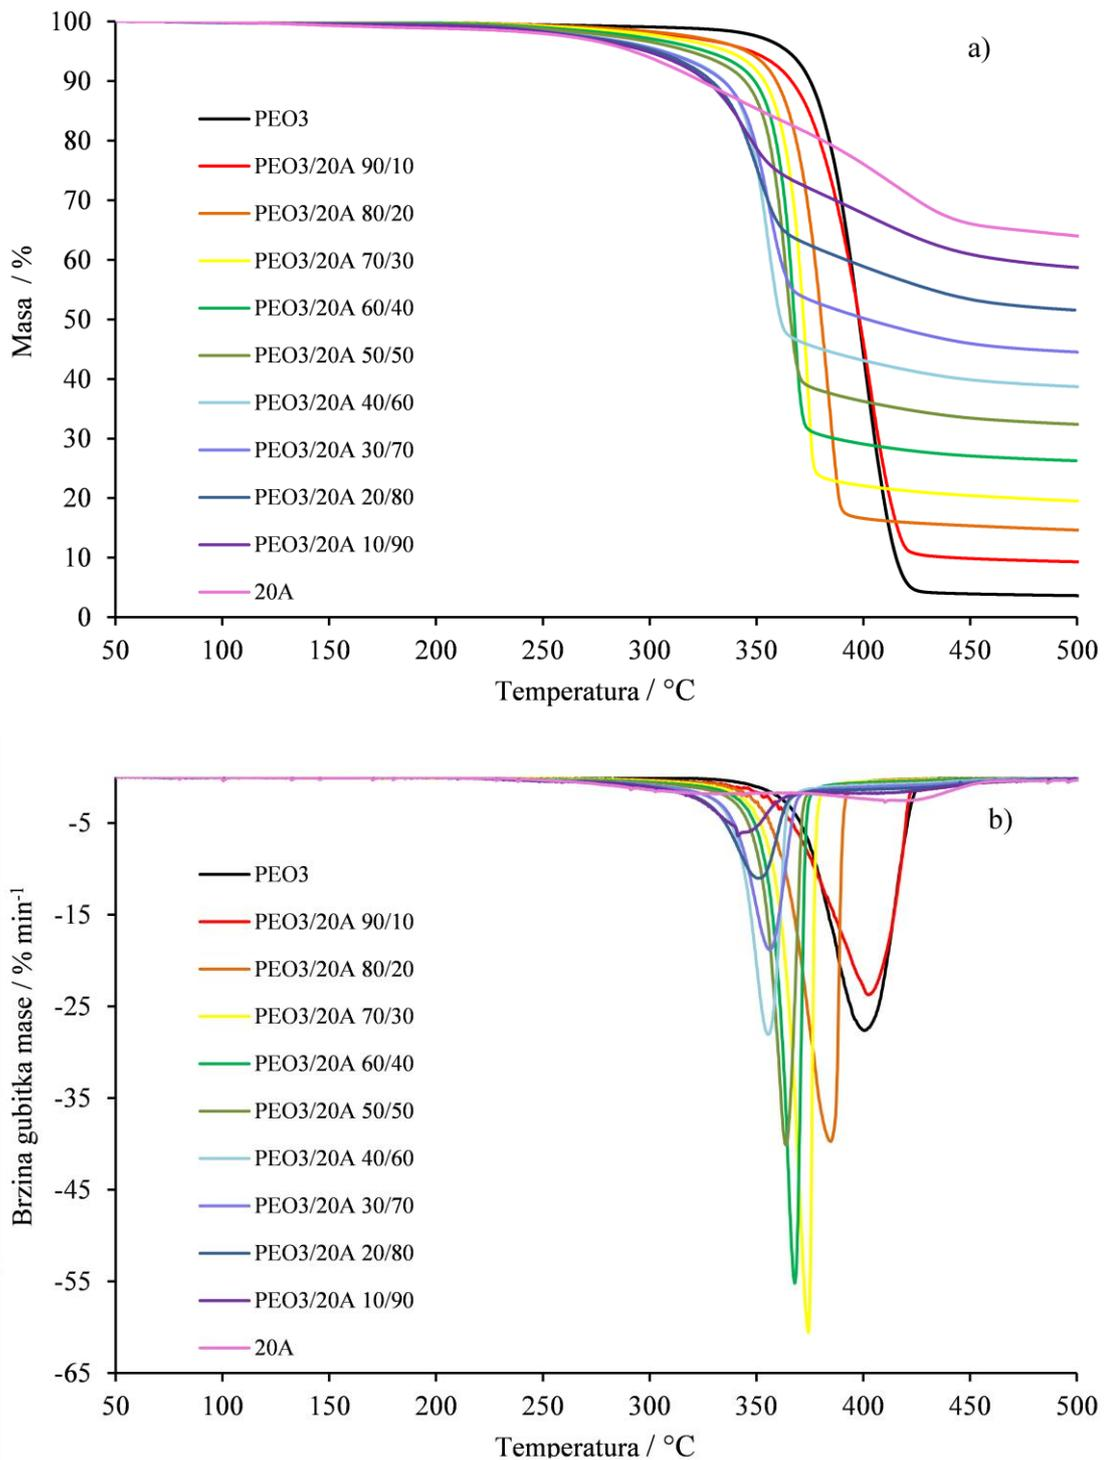 100
a)
90
PEO3
80
PEO3/20A 90/10
70
PEO3/20A 80/20
60
PEO3/20A 70/30
Masa / %
50
PEO3/20A 60/40
PEO3/20A 50/50
40
PEO3/20A 40/60
30
PEO3/20A 30/70
20
PEO3/20A 20/80
10
PEO3/20A 10/90
20A
0
50 100 150 200 250 300 350 400 450 500
Temperatura / °C
b)
-5
PEO3
-15
PEO3/20A 90/10
PEO3/20A 80/20
-25
PEO3/20A 70/30
Brzina gubitka mase / % min-1
PEO3/20A 60/40
-35
PEO3/20A 50/50
PEO3/20A 40/60
-45
PEO3/20A 30/70
PEO3/20A 20/80
-55
PEO3/20A 10/90
20A
-65
50 100 150 200 250 300 350 400 450 500
Temperatura / °C